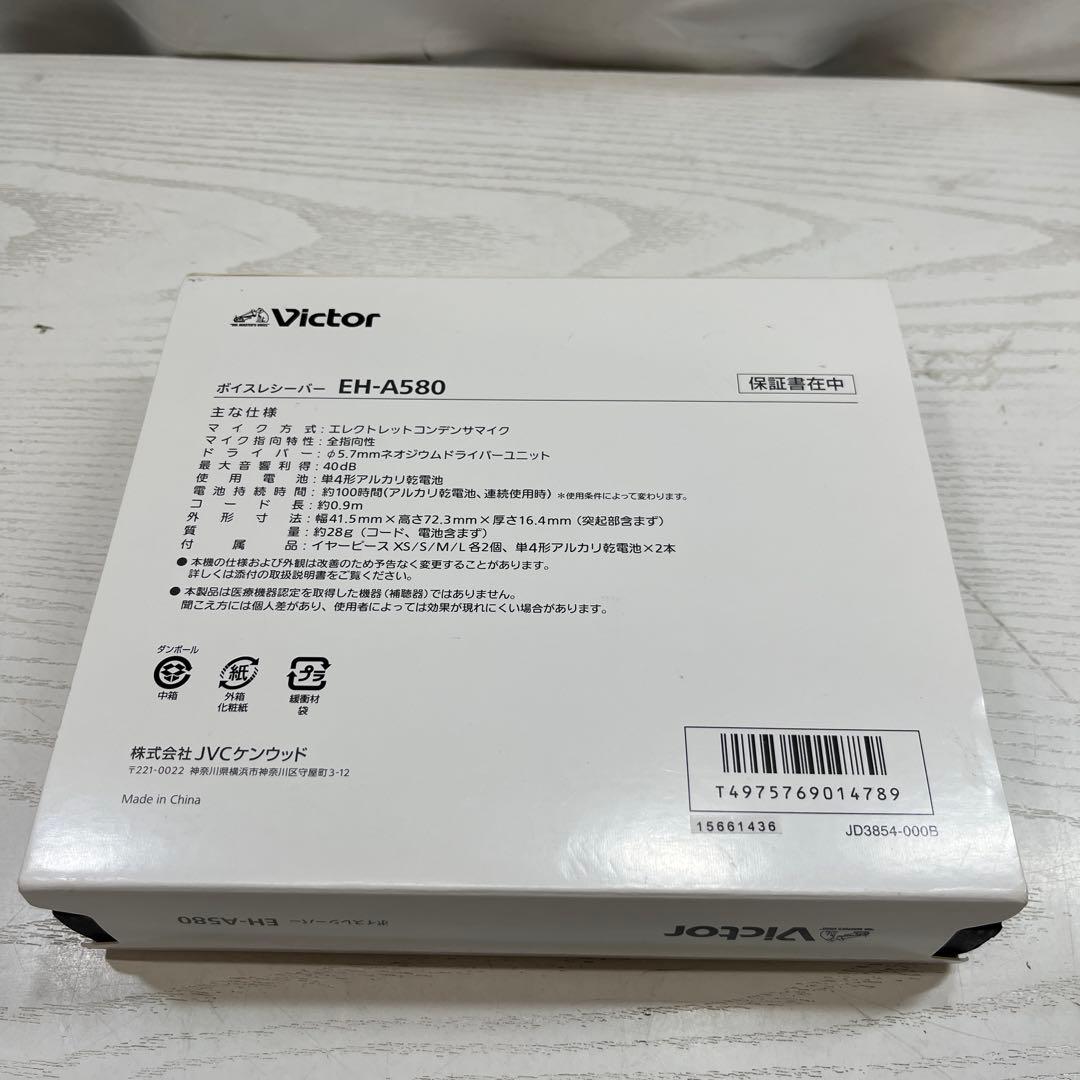 "HIS MASTER'S VOICE" Victor
ボイスレシーバー EH-A580
保証書在中
主な仕様
マイク方式：エレクトレットコンデンサマイク
マイク指向特性：全指向性
ドライバー：φ5.7mmネオジウムドライバーユニット
最大音響利得：40dB
使用電池：単4形アルカリ乾電池
電池持続時間：約100時間（アルカリ乾電池、連続使用時）＊使用条件によって変わります。
コード長：約0.9m
外形寸法：幅41.5mm×高さ72.3mm×厚さ16.4mm（突起部含まず）
質量：約28g（コード、電池含まず）
付属品：イヤーピース XS/S/M/L 各2個、単4形アルカリ乾電池×2本
● 本機の仕様および外観は改善のため予告なく変更することがあります。
詳しくは添付の取扱説明書をご覧ください。
● 本製品は医療機器認定を取得した機器（補聴器）ではありません。
聞こえ方には個人差があり、使用者によっては効果が現れにくい場合があります。
ダンボール
中箱
紙
外箱
化粧紙
プラ
緩衝材
袋
株式会社 JVCケンウッド
〒221-0022 神奈川県横浜市神奈川区守屋町3-12
Made in China
T4975769014789
15661436
JD3854-000B
ボイスレシーバー EH-A580
Victor